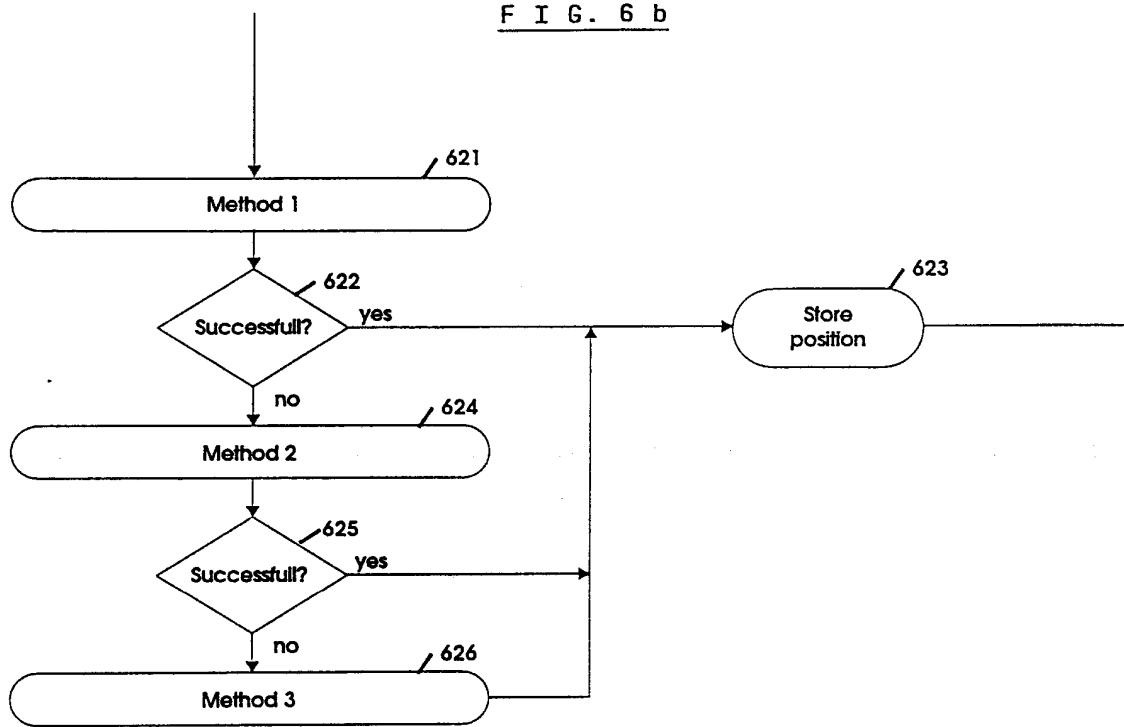 F I G. 6 b
621
Method 1
622
Successfull?
yes
623
Store
position
no
624
Method 2
625
Successfull?
yes
no
626
Method 3